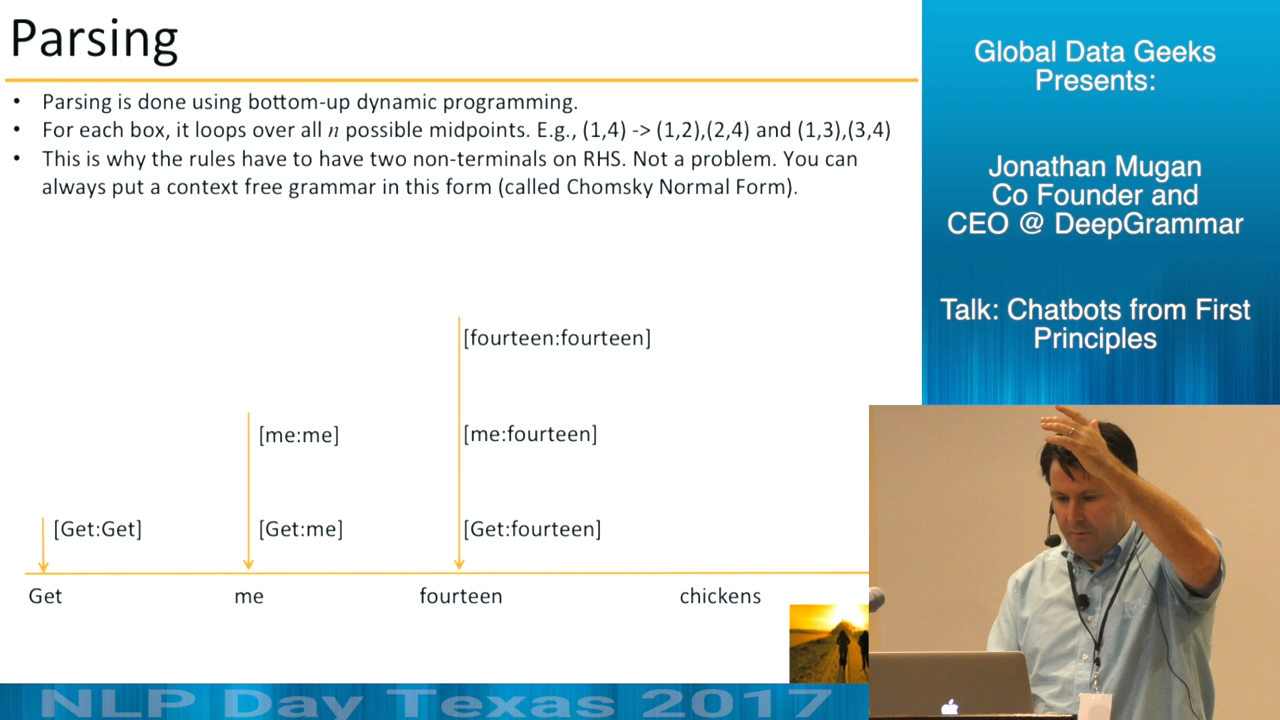 Parsing
• Parsing is done using bottom-up dynamic programming.
• For each box, it loops over all n possible midpoints. E.g., (1,4) -> (1,2),(2,4) and (1,3),(3,4)
• This is why the rules have to have two non-terminals on RHS. Not a problem. You can
always put a context free grammar in this form (called Chomsky Normal Form).
[fourteen:fourteen]
[me:me]
[me:fourteen]
[Get:Get]
[Get:me]
[Get:fourteen]
Get
me
fourteen
chickens
Global Data Geeks
Presents:
Jonathan Mugan
Co Founder and
CEO @ DeepGrammar
Talk: Chatbots from First
Principles
NLP Day Texas 2017